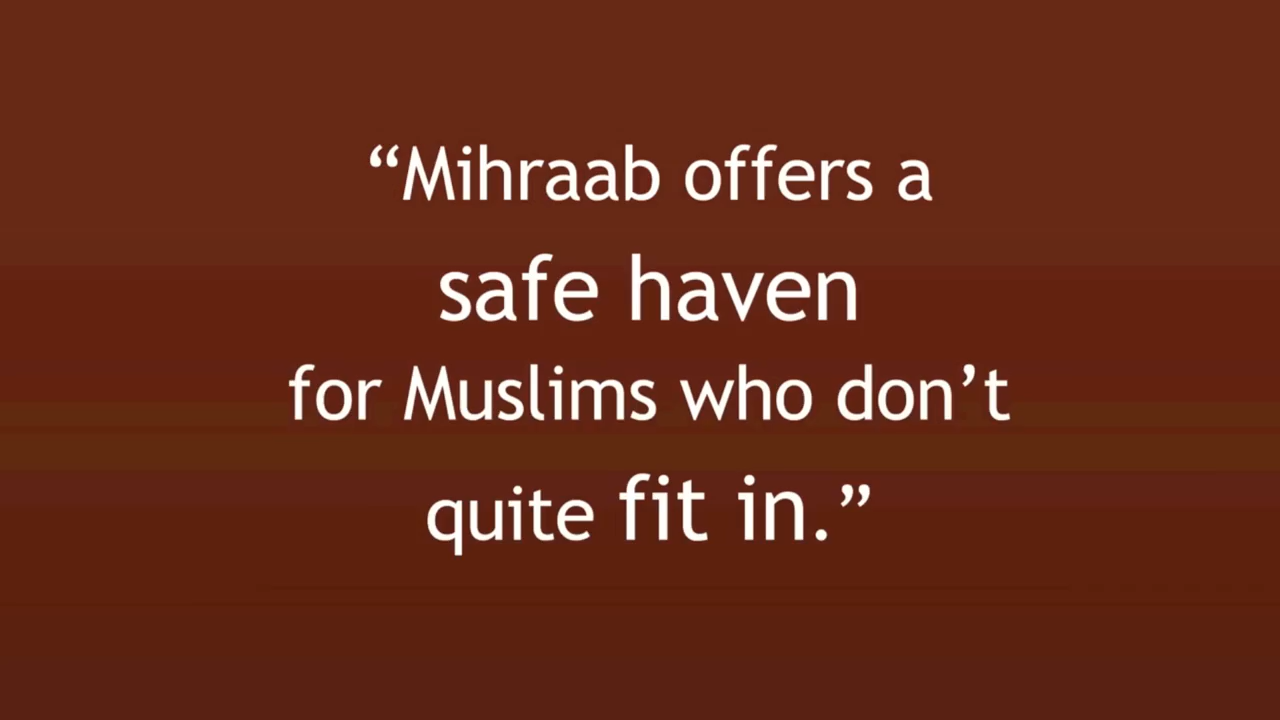 “Mihraab offers a
safe haven
for Muslims who don’t
quite fit in.”